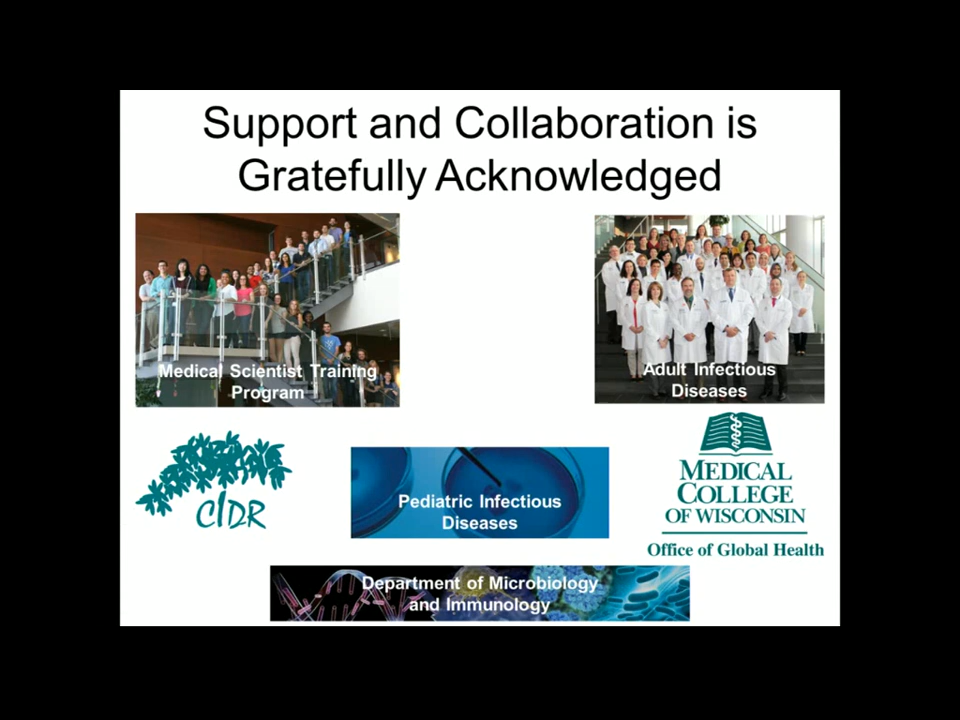 Support and Collaboration is
Gratefully Acknowledged
Medical Scientist Training
Program
Adult Infectious
Diseases
CIDR
Pediatric Infectious
Diseases
MEDICAL
COLLEGE
OF WISCONSIN
Office of Global Health
Department of Microbiology
and Immunology